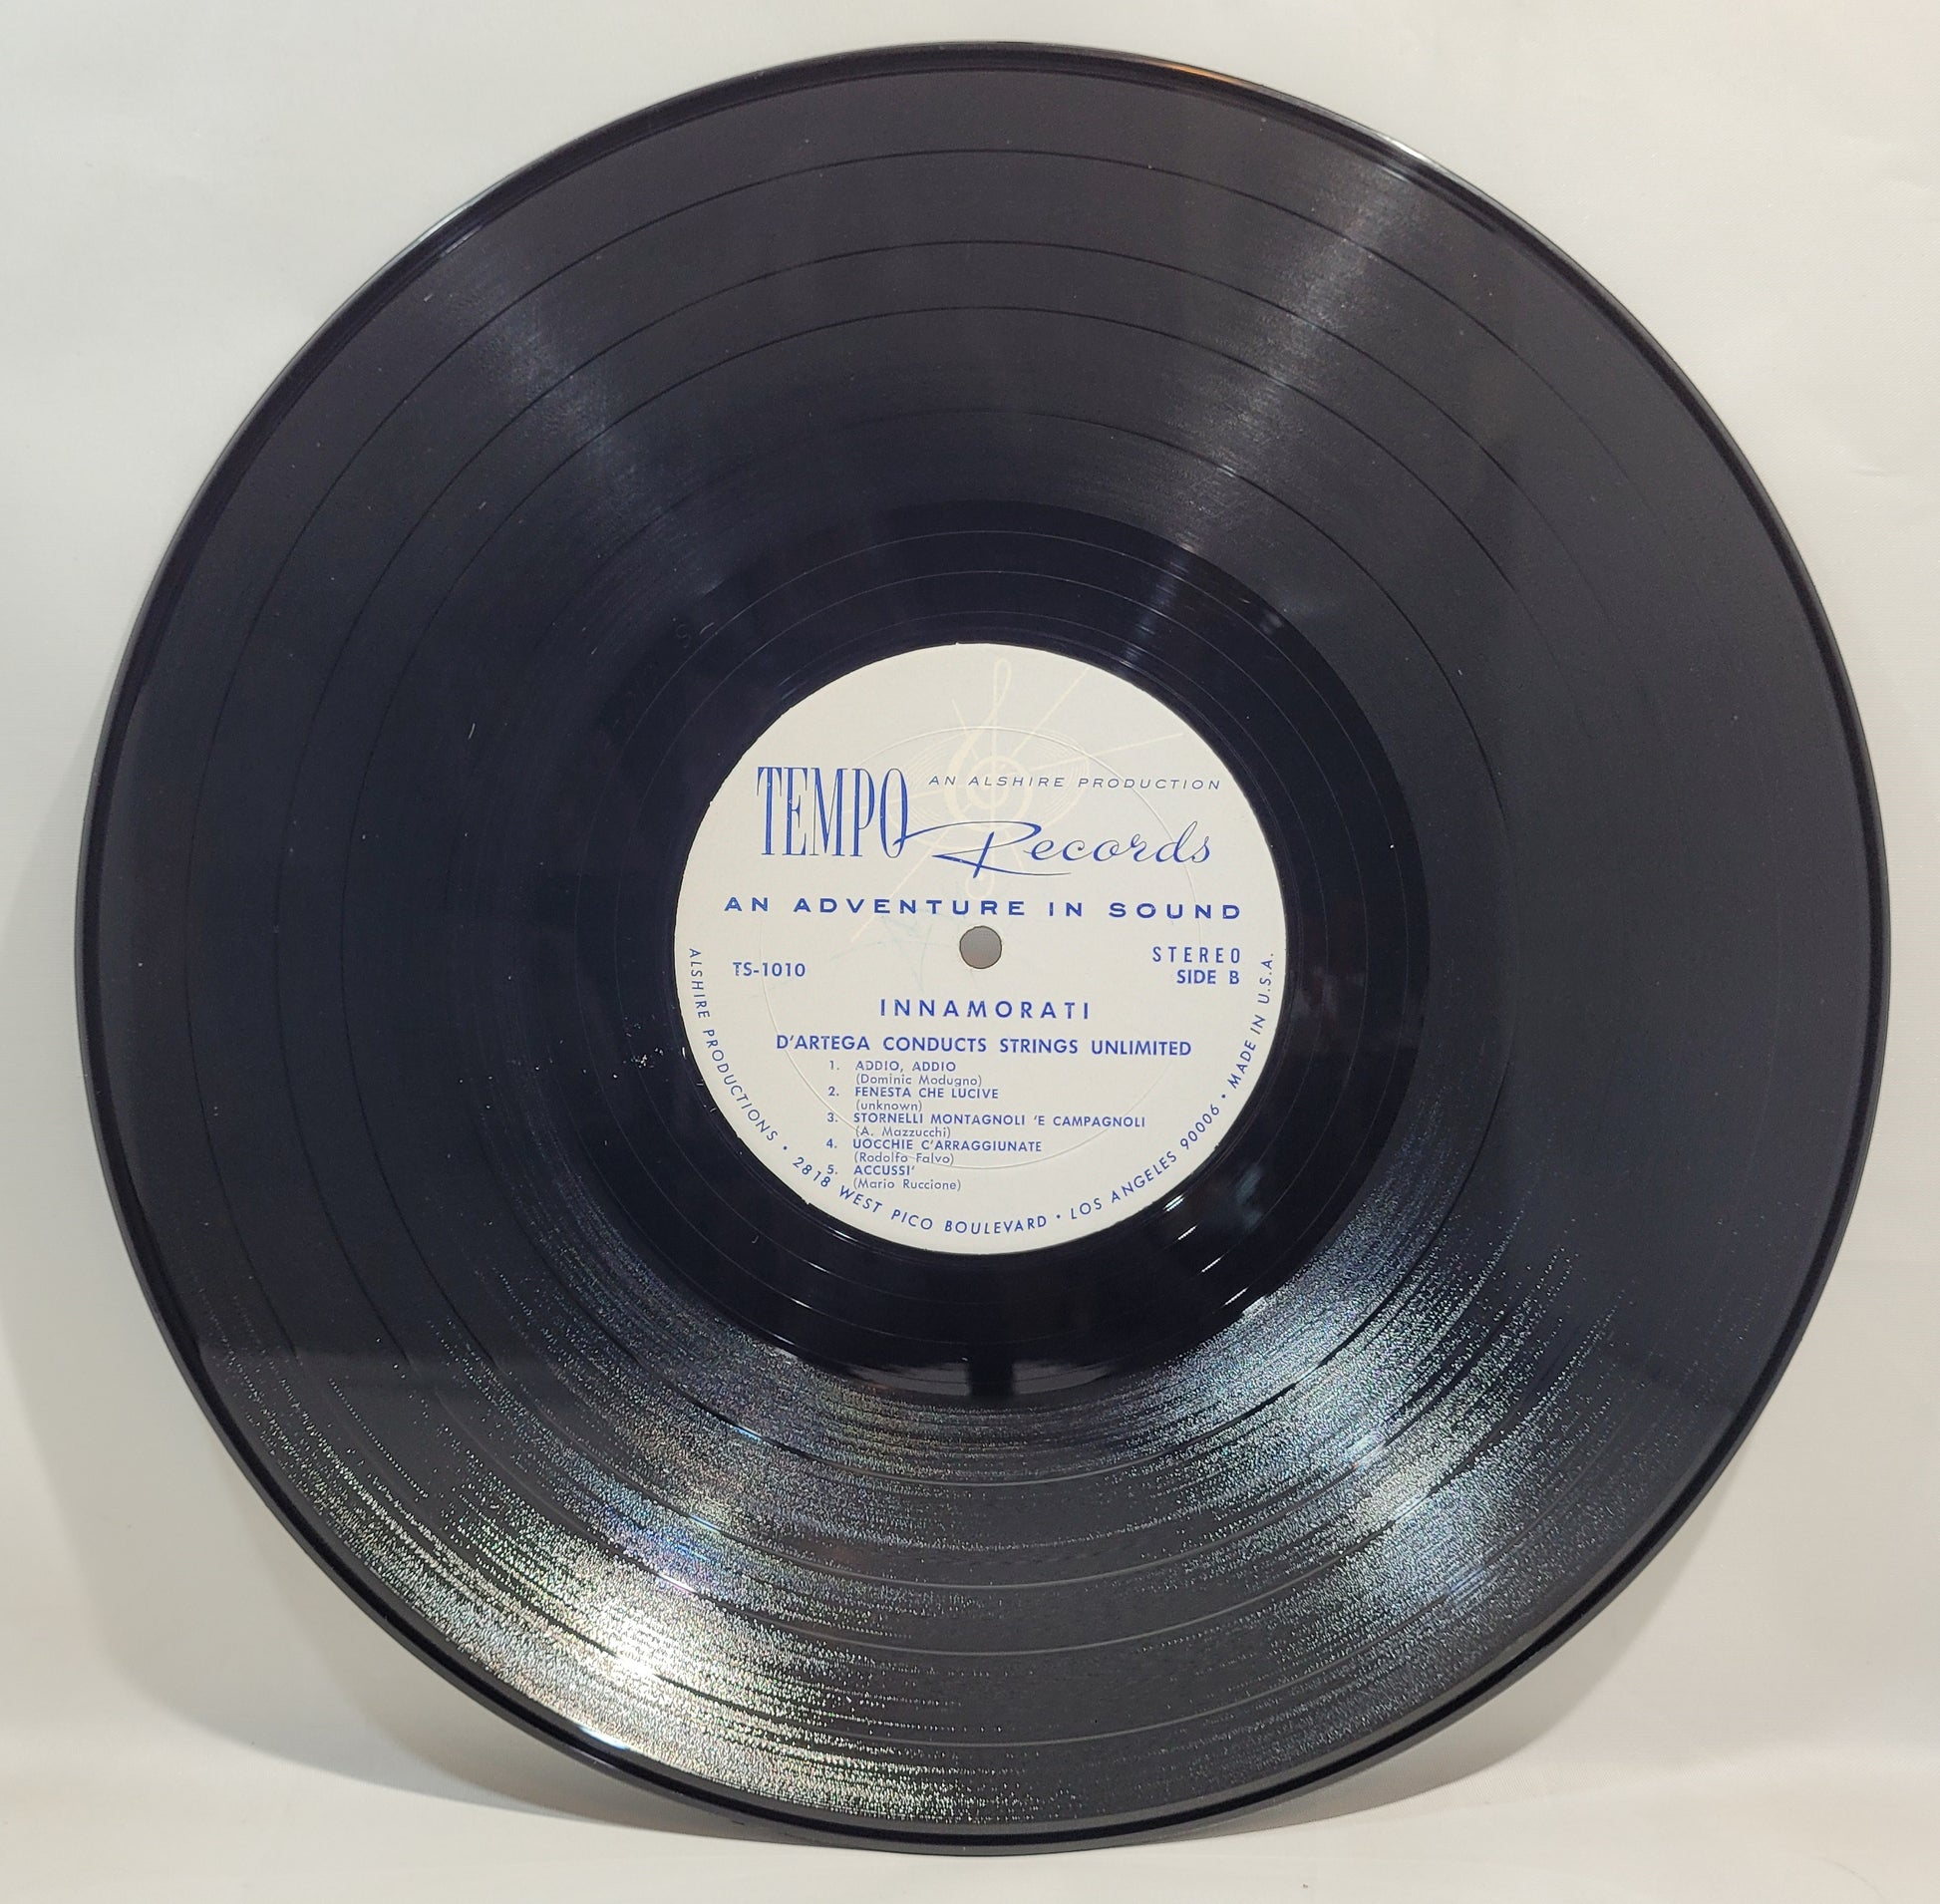 TEMPO AN ALSHIRE PRODUCTION
Records
AN ADVENTURE IN SOUND
STEREO
TS-1010 SIDE B
INNAMORATI
D'ARTEGA CONDUCTS STRINGS UNLIMITED
1. ADDIO, ADDIO
(Dominic Modugno)
2. FENESTA CHE LUCIVE
(unknown)
3. STORNELLI MONTAGNOLI 'E CAMPAGNOLI
(A. Mazzucchi)
4. UOCCHIE C'ARRAGGIUNATE
(Rodolfo Falvo)
5. ACCUSSI'
(Mario Ruccione)
ALSHIRE PRODUCTIONS • 2818 WEST PICO BOULEVARD • LOS ANGELES 90006 • MADE IN U.S.A.